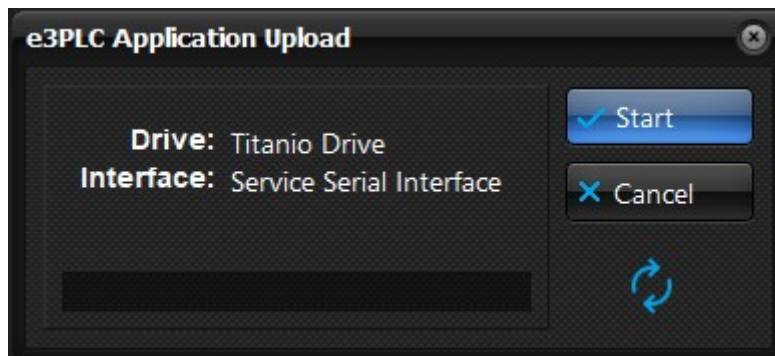 e3PLC Application Upload
Drive: Titanio Drive
Interface: Service Serial Interface
Start
Cancel